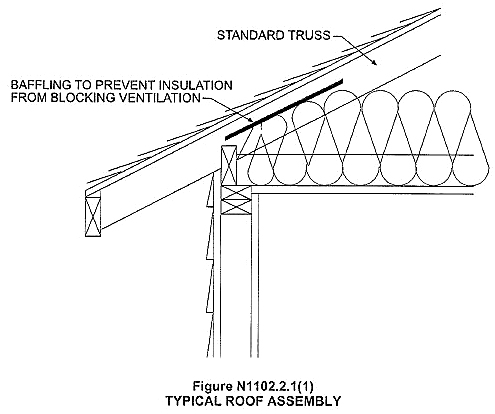 STANDARD TRUSS
BAFFLING TO PREVENT INSULATION
FROM BLOCKING VENTILATION
Figure N1102.2.1(1)
TYPICAL ROOF ASSEMBLY